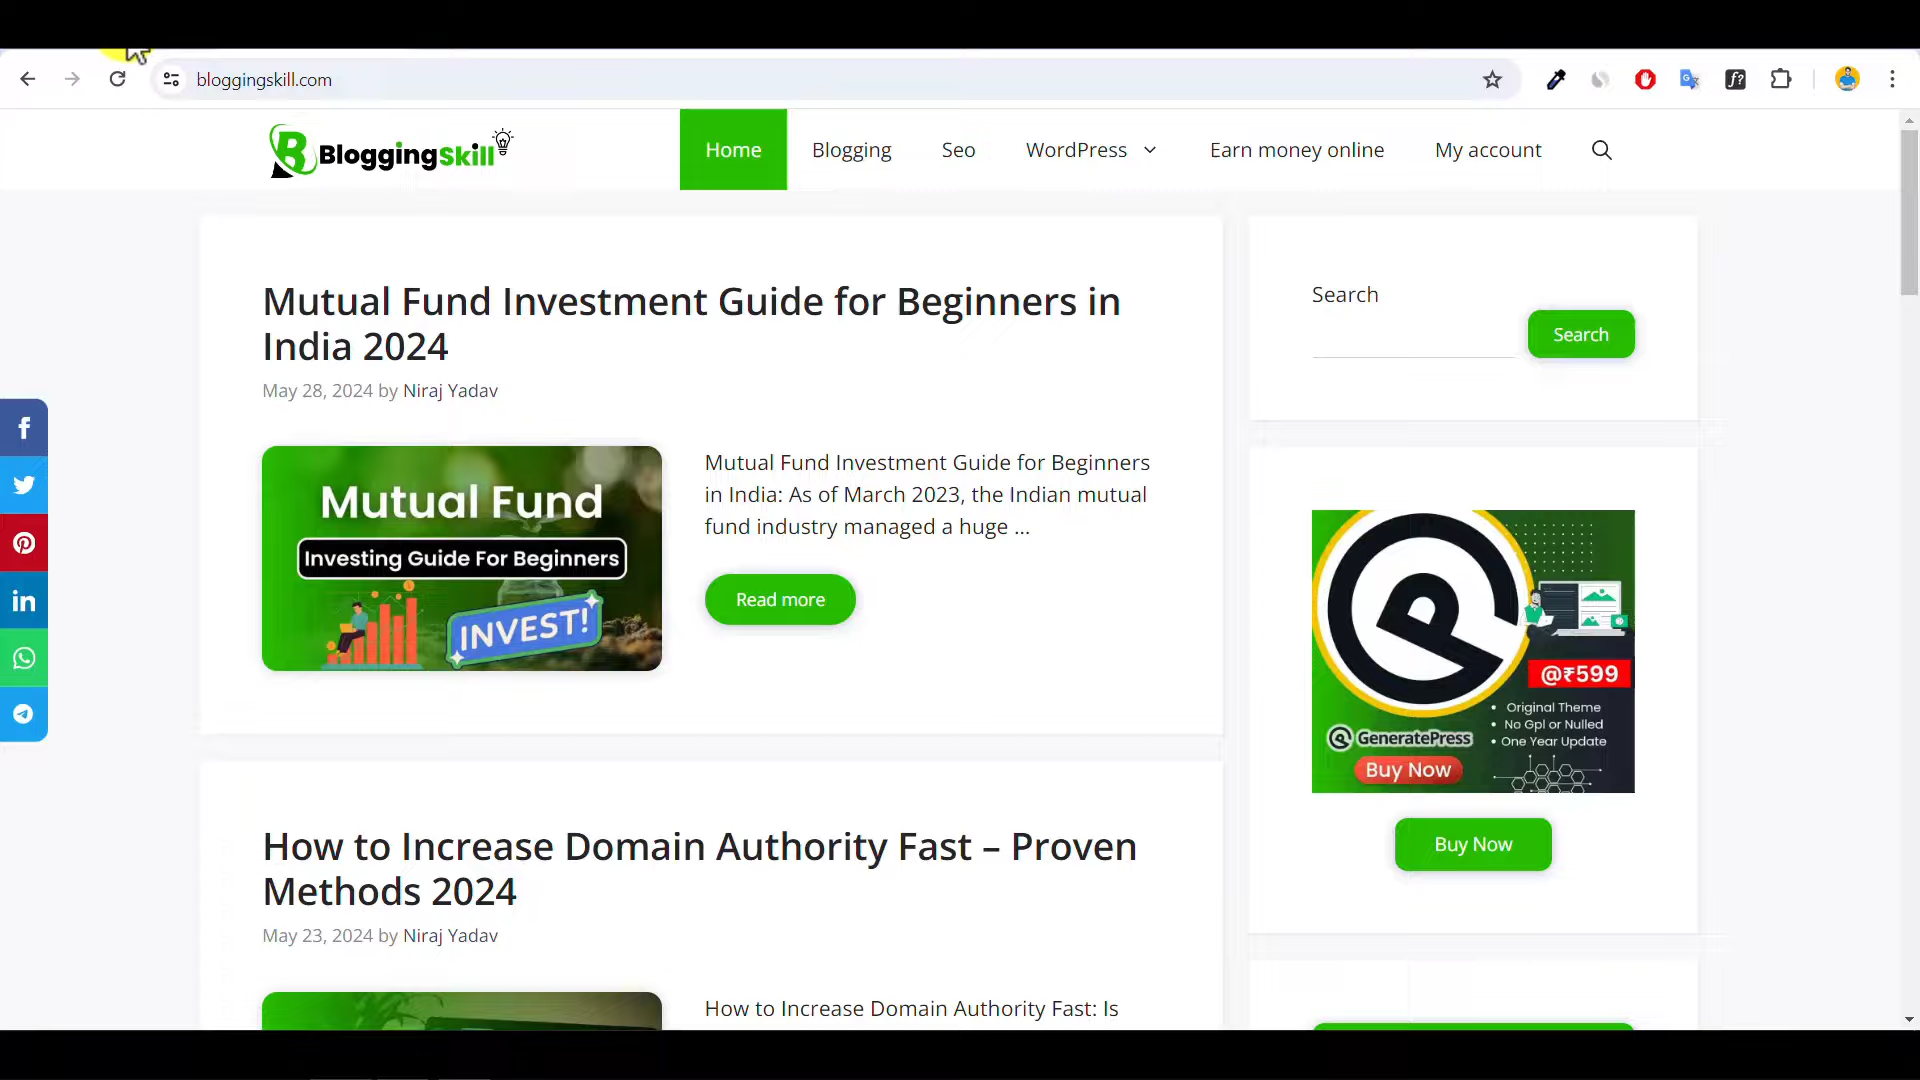 bloggingskill.com
BloggingSkill
Home
Blogging
Seo
WordPress
Earn money online
My account
Mutual Fund Investment Guide for Beginners in
India 2024
May 28, 2024 by Niraj Yadav
Mutual Fund
Investing Guide For Beginners
INVEST!
Mutual Fund Investment Guide for Beginners
in India: As of March 2023, the Indian mutual
fund industry managed a huge ...
Read more
How to Increase Domain Authority Fast – Proven
Methods 2024
May 23, 2024 by Niraj Yadav
How to Increase Domain Authority Fast: Is
Search
Search
@₹599
• Original Theme
• No Gpl or Nulled
• One Year Update
GeneratePress
Buy Now
Buy Now